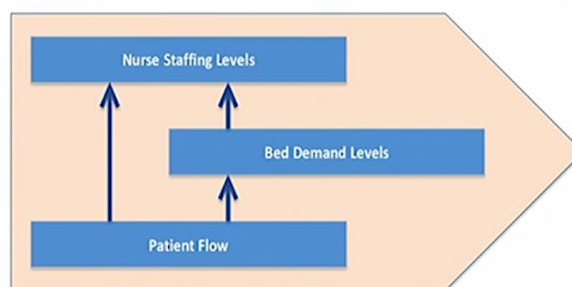 Nurse Staffing Levels
Bed Demand Levels
Patient Flow